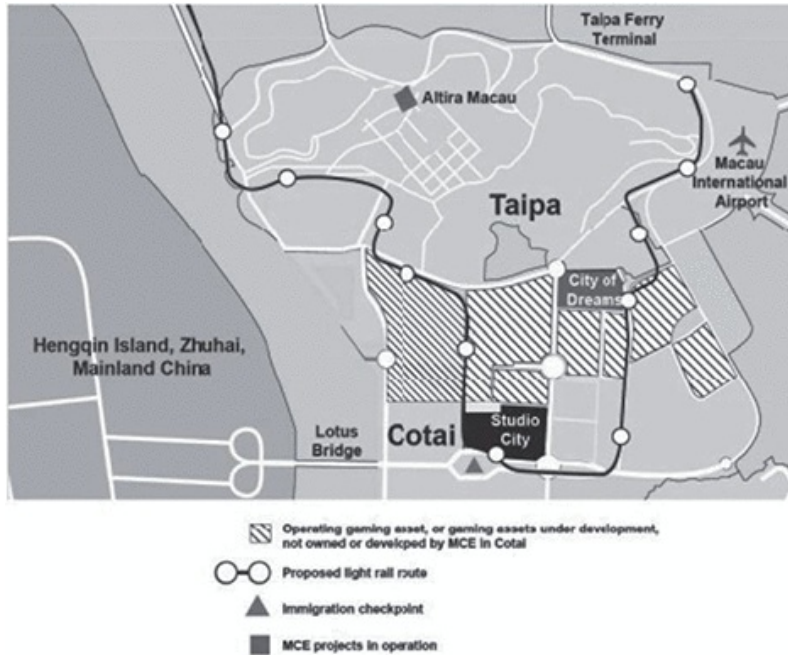 Taipa Ferry
Terminal
Altira Macau
Macau
International
Airport
Taipa
City of
Dreams
Hengqin Island, Zhuhai,
Mainland China
Lotus
Bridge
Cotai
Studio
City
Operating gaming asset, or gaming assets under development,
not owned or developed by MCE in Cotai
Proposed light rail route
Immigration checkpoint
MCE projects in operation